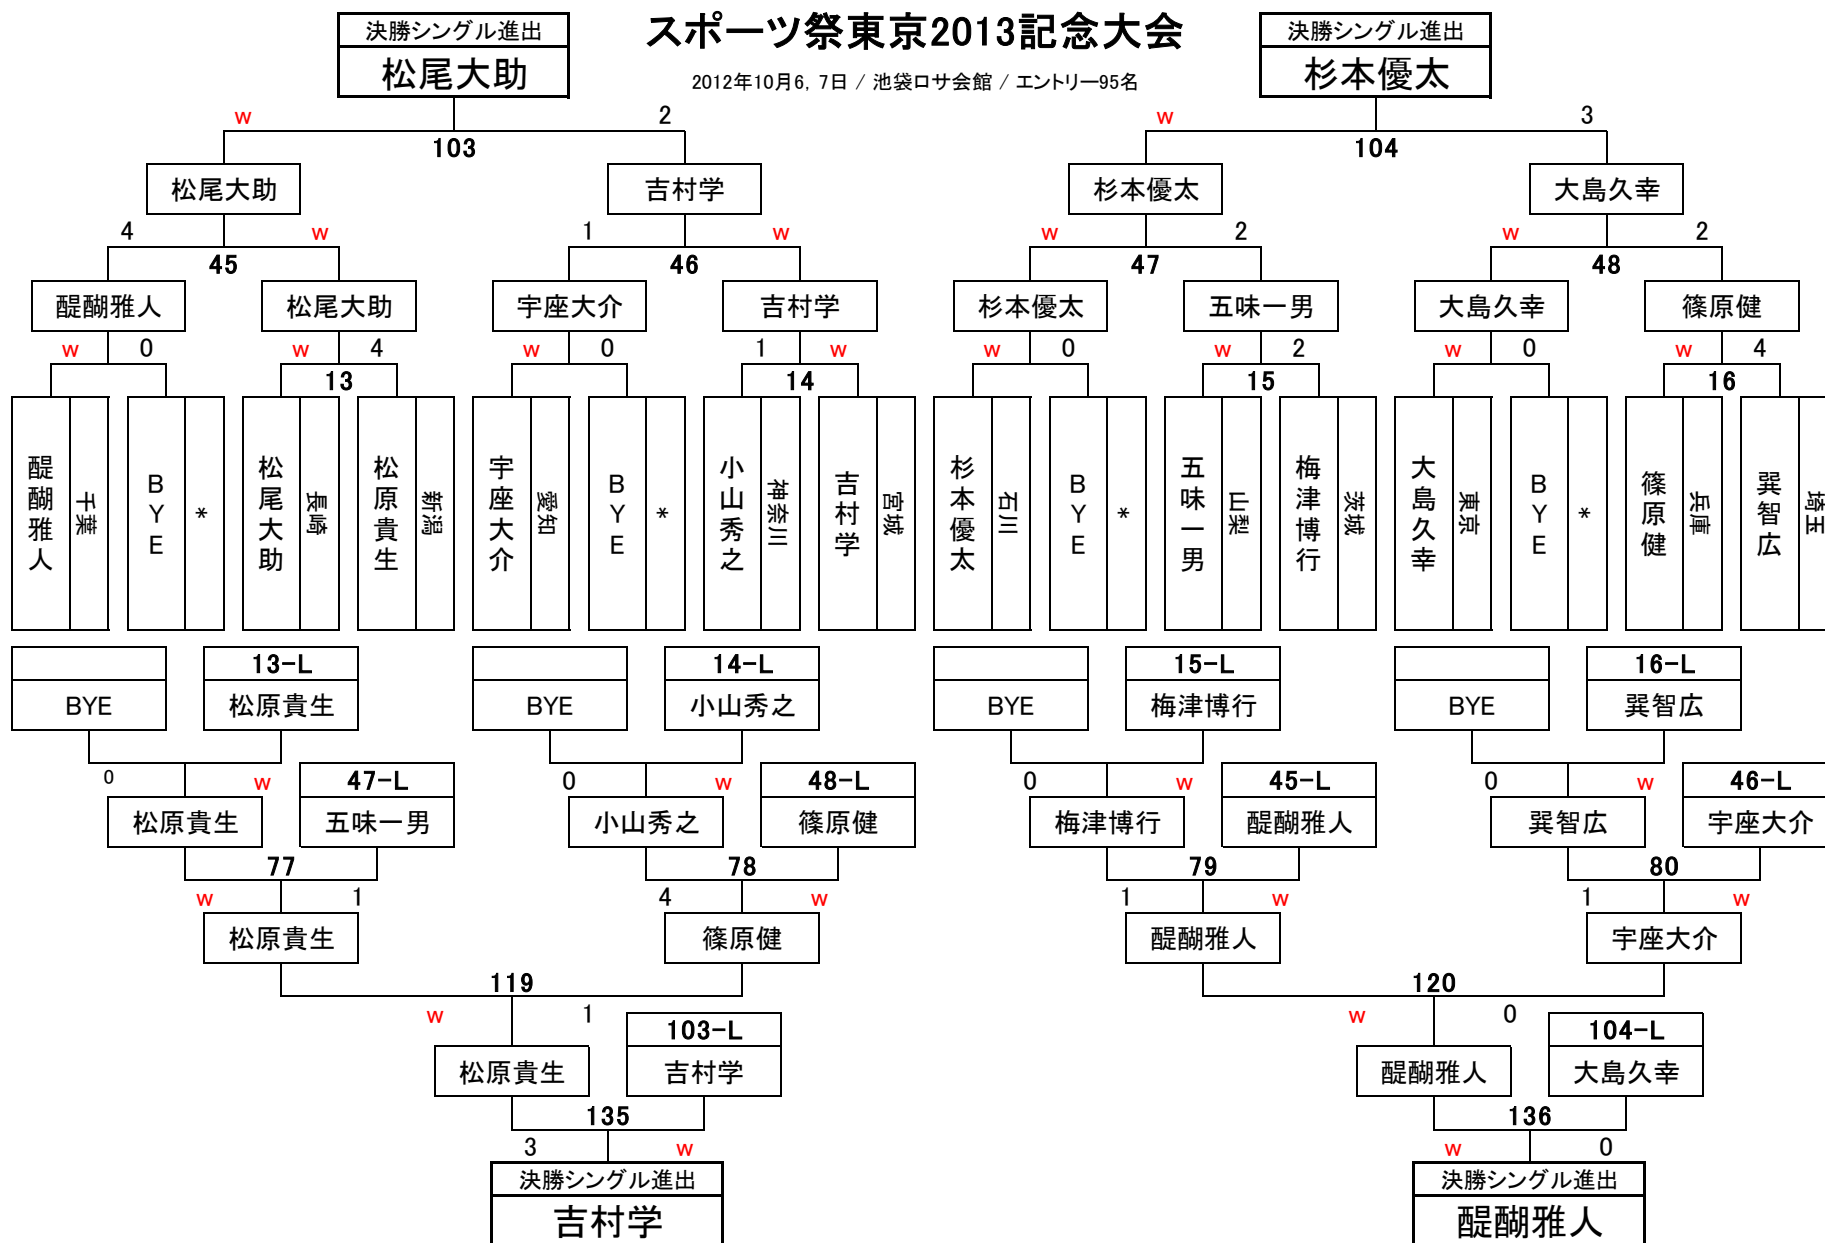 スポーツ祭東京2013記念大会
2012年10月6, 7日 / 池袋ロサ会館 / エントリー95名
決勝シングル進出 決勝シングル進出
松尾大助 杉本優太
w 2 w 3
103 104
松尾大助 吉村学 杉本優太 大島久幸
4 w 1 w w 2 w 2
45 46 47 48
醍醐雅人 松尾大助 宇座大介 吉村学 杉本優太 五味一男 大島久幸 篠原健
w 0 w 4 w 0 1 w w 0 w 2 w 0 w 4
13 14 15 16
醍醐雅人 千葉
BYE *
松尾大助 長崎
松原貴生 新潟
宇座大介 愛知
BYE *
小山秀之 神奈川
吉村学 宮城
杉本優太 石川
BYE *
五味一男 山梨
梅津博行 茨城
大島久幸 東京
BYE *
篠原健 兵庫
巽智広 埼玉
13-L 14-L 15-L 16-L
BYE 松原貴生 BYE 小山秀之 BYE 梅津博行 BYE 巽智広
0 w 47-L 0 w 48-L 0 w 45-L 0 w 46-L
松原貴生 五味一男 小山秀之 篠原健 梅津博行 醍醐雅人 巽智広 宇座大介
77 78 79 80
w 1 4 w 1 w 1 w
松原貴生 篠原健 醍醐雅人 宇座大介
119 120
w 1 103-L w 0 104-L
松原貴生 吉村学 醍醐雅人 大島久幸
135 136
3 w w 0
決勝シングル進出 決勝シングル進出
吉村学 醍醐雅人